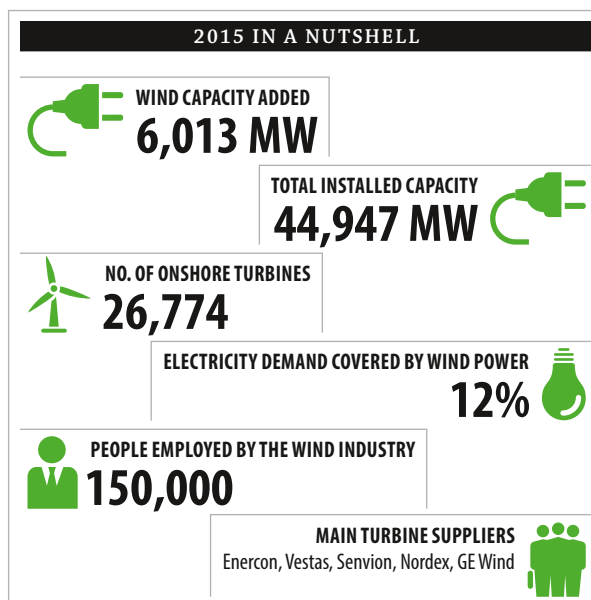 2015 IN A NUTSHELL
WIND CAPACITY ADDED
6,013 MW
TOTAL INSTALLED CAPACITY
44,947 MW
NO. OF ONSHORE TURBINES
26,774
ELECTRICITY DEMAND COVERED BY WIND POWER
12%
PEOPLE EMPLOYED BY THE WIND INDUSTRY
150,000
MAIN TURBINE SUPPLIERS
Enercon, Vestas, Senvion, Nordex, GE Wind